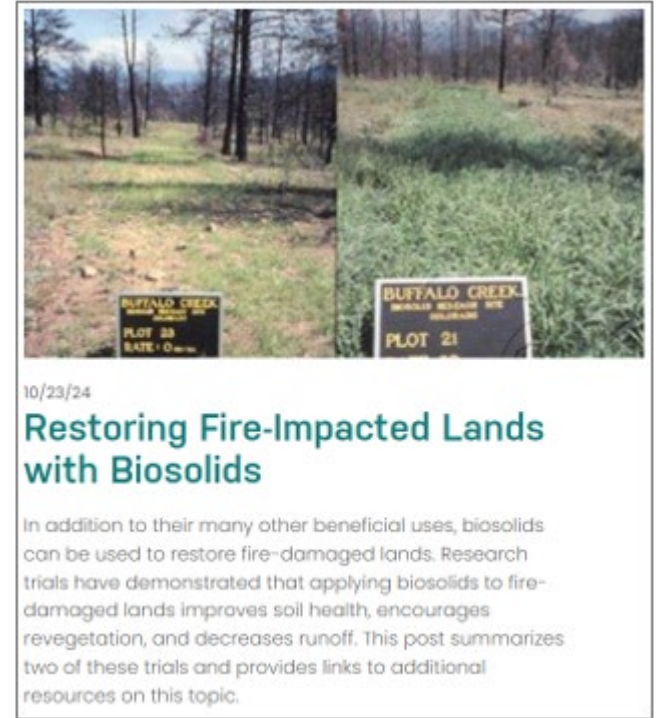 BUFFALO CREEK
COLORADO
PLOT 23
RATE: 0
BUFFALO CREEK
COLORADO
PLOT 21
10/23/24
Restoring Fire-Impacted Lands
with Biosolids
In addition to their many other beneficial uses, biosolids
can be used to restore fire-damaged lands. Research
trials have demonstrated that applying biosolids to fire-
damaged lands improves soil health, encourages
revegetation, and decreases runoff. This post summarizes
two of these trials and provides links to additional
resources on this topic.